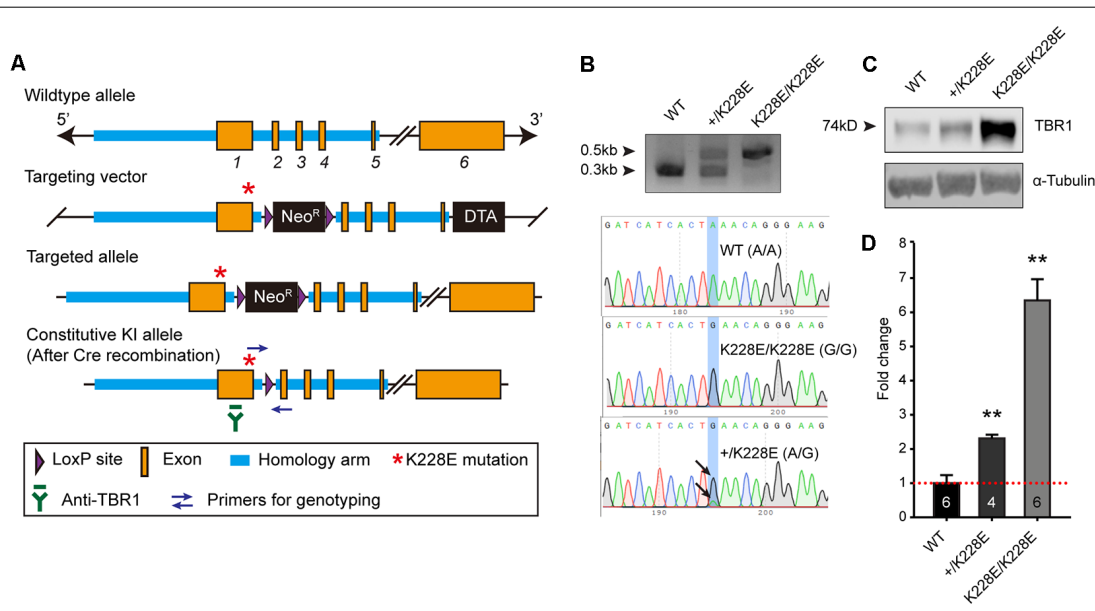 A
Wildtype allele
5'
3'
1 2 3 4 5 6
Targeting vector
*
NeoR
DTA
Targeted allele
*
NeoR
Constitutive KI allele
(After Cre recombination)
*
LoxP site
Exon
Homology arm
* K228E mutation
Anti-TBR1
Primers for genotyping
B
WT
+/K228E
K228E/K228E
0.5kb
0.3kb
G A T C A T C A C T A A A C A G G G A A G
WT (A/A)
180 190
G A T C A T C A C T G A A C A G G G A A G
K228E/K228E (G/G)
190 200
G A T C A T C A C T G A A C A G G G A A G
+/K228E (A/G)
190 200
C
WT
+/K228E
K228E/K228E
74kD
TBR1
α-Tubulin
D
Fold change
8
7
6
5
4
3
2
1
0
**
**
6
4
6
WT
+/K228E
K228E/K228E